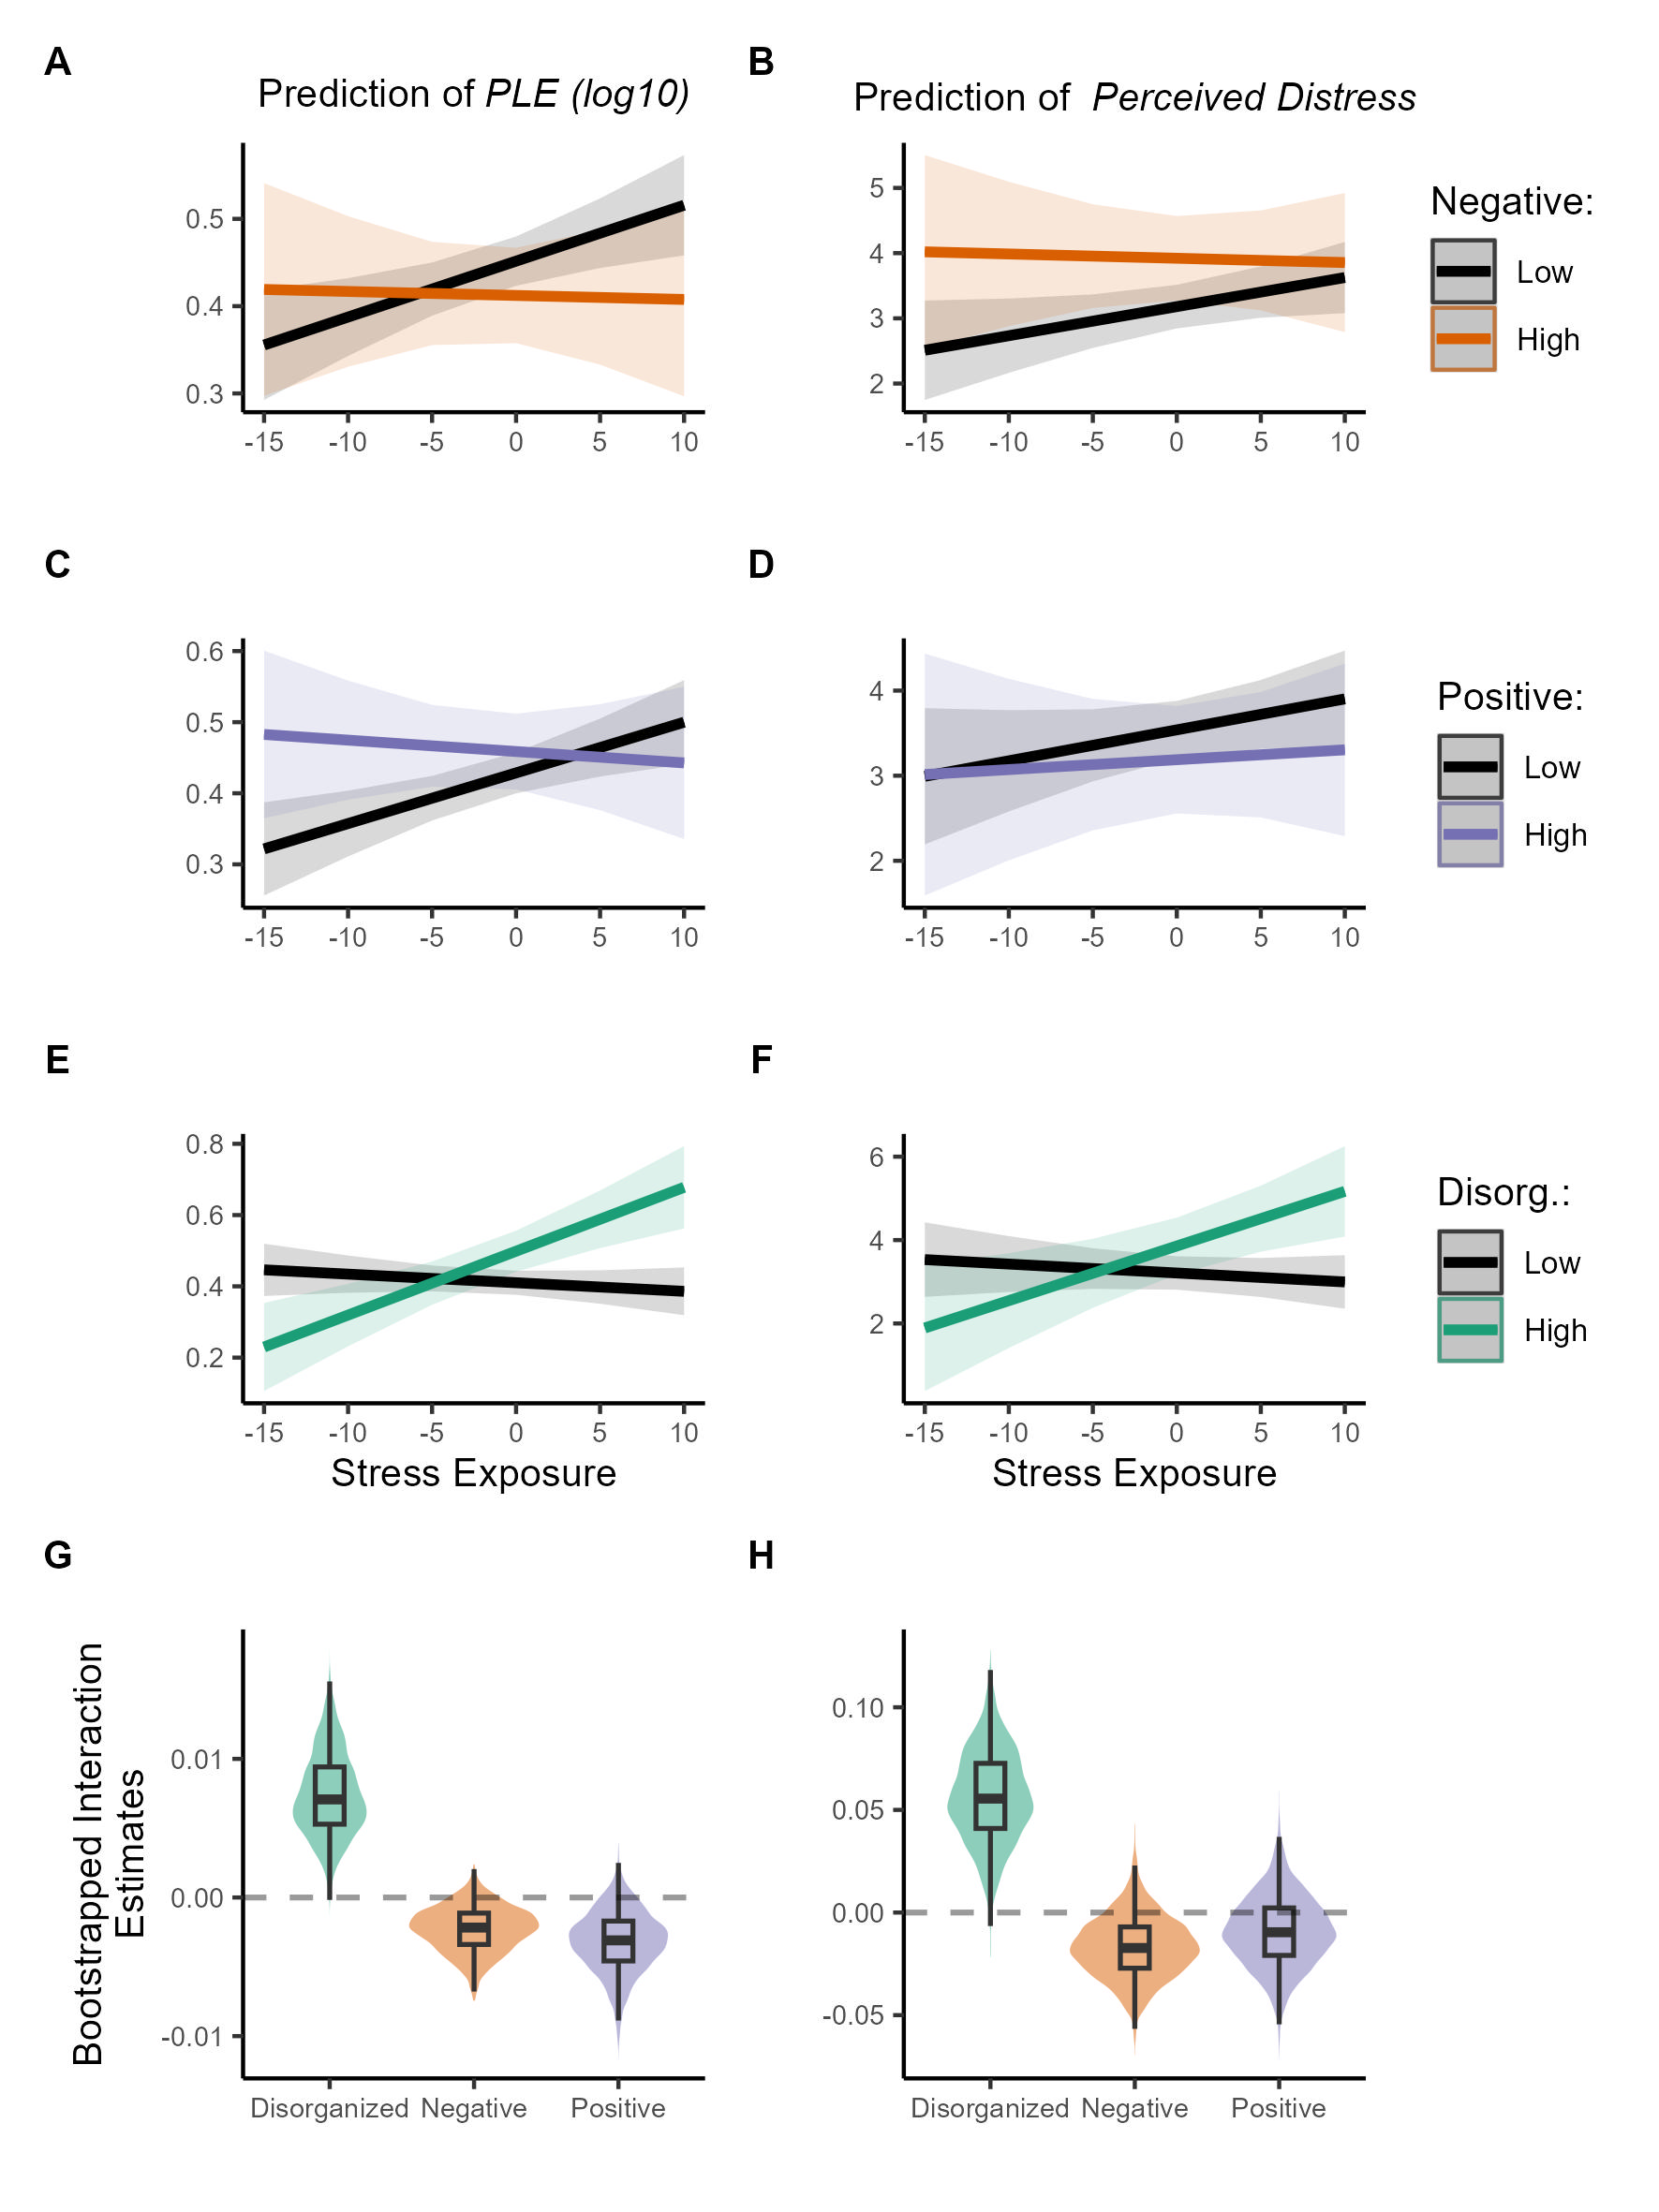 A
B
Prediction of PLE (log10)
Prediction of Perceived Distress
0.5
0.4
0.3
-15 -10 -5 0 5 10
5
4
3
2
-15 -10 -5 0 5 10
Negative:
Low
High
C
D
0.6
0.5
0.4
0.3
-15 -10 -5 0 5 10
4
3
2
-15 -10 -5 0 5 10
Positive:
Low
High
E
F
0.8
0.6
0.4
0.2
-15 -10 -5 0 5 10
Stress Exposure
6
4
2
-15 -10 -5 0 5 10
Stress Exposure
Disorg.:
Low
High
G
H
Bootstrapped Interaction
Estimates
0.01
0.00
-0.01
Disorganized Negative Positive
0.10
0.05
0.00
-0.05
Disorganized Negative Positive